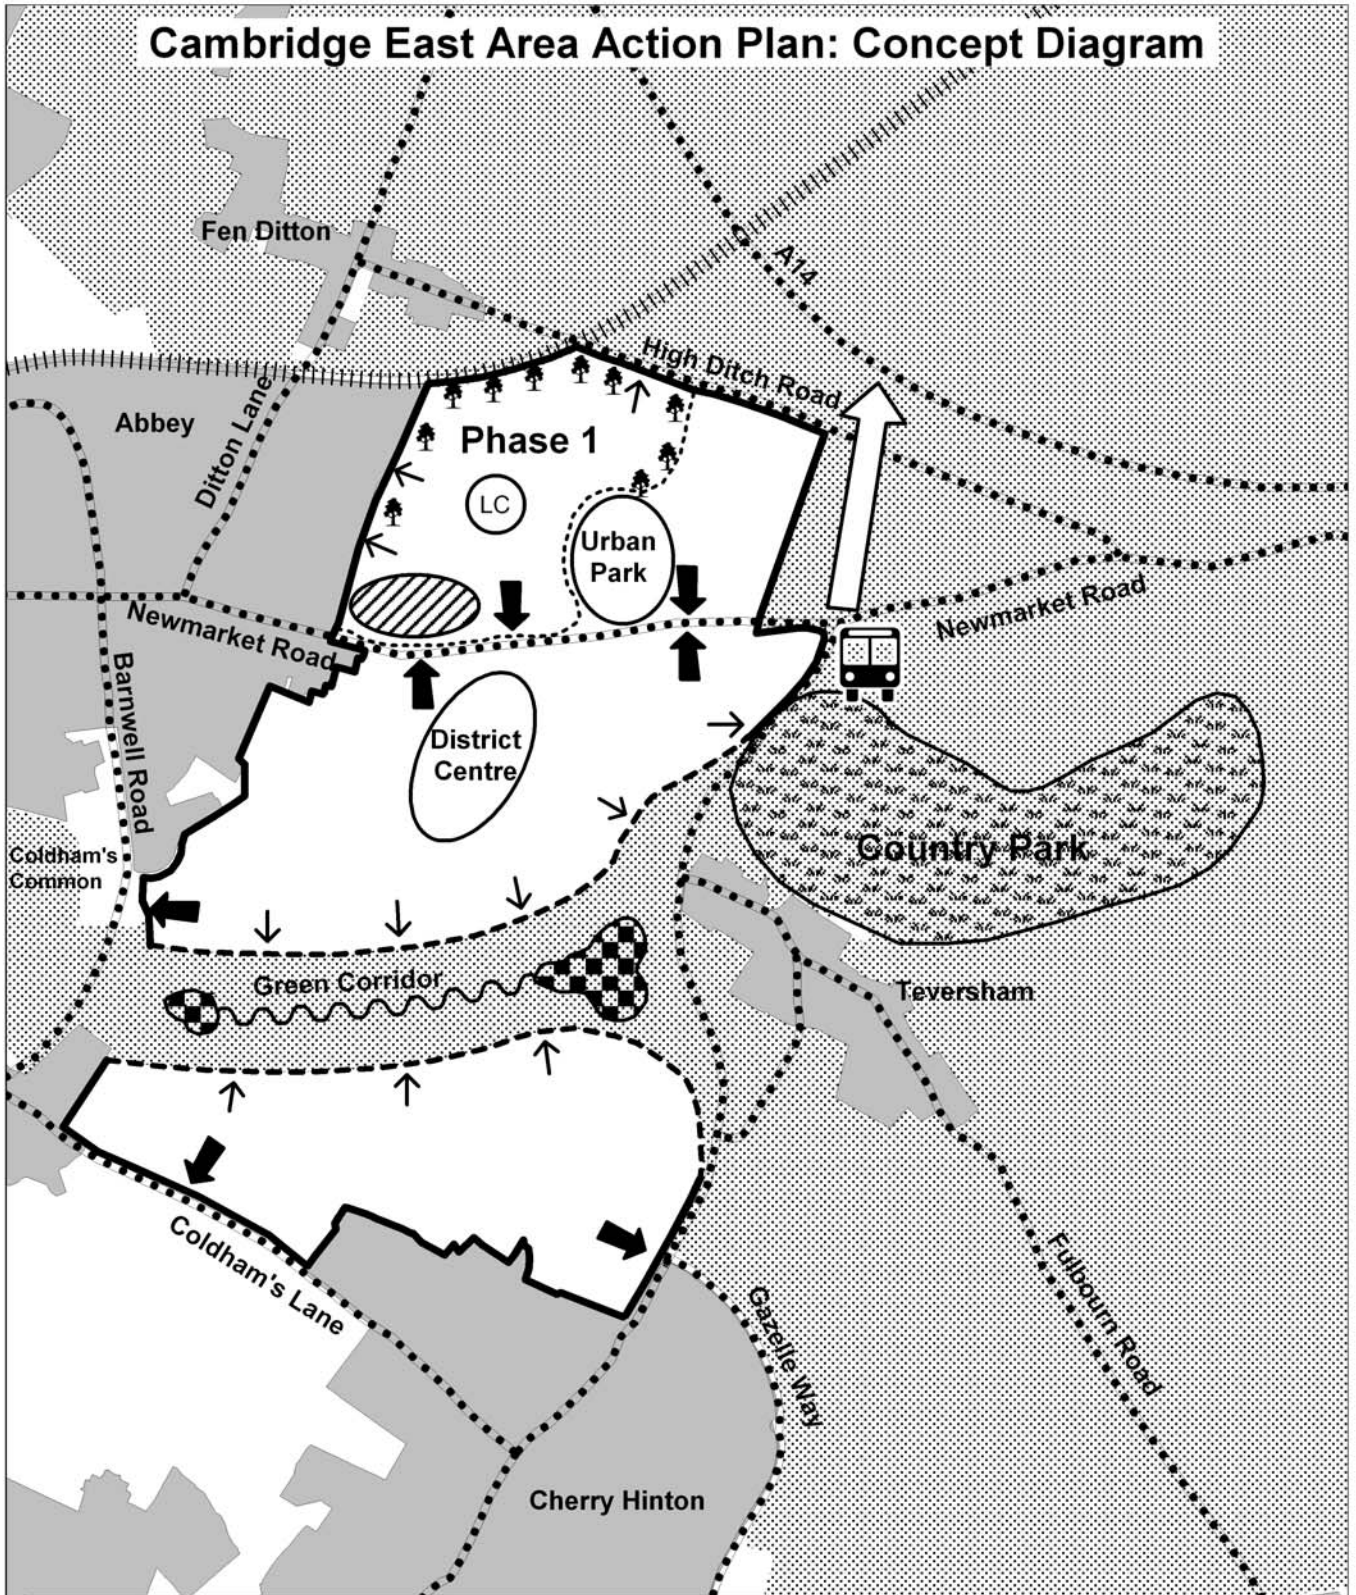 Cambridge East Area Action Plan: Concept Diagram
Fen Ditton
A14
High Ditch Road
Abbey
Ditton Lane
Phase 1
LC
Urban
Park
Newmarket Road
Newmarket Road
Barnwell Road
District
Centre
Coldham's
Common
Country Park
Green Corridor
Teversham
Coldham's Lane
Gazelle Way
Fulbourn Road
Cherry Hinton